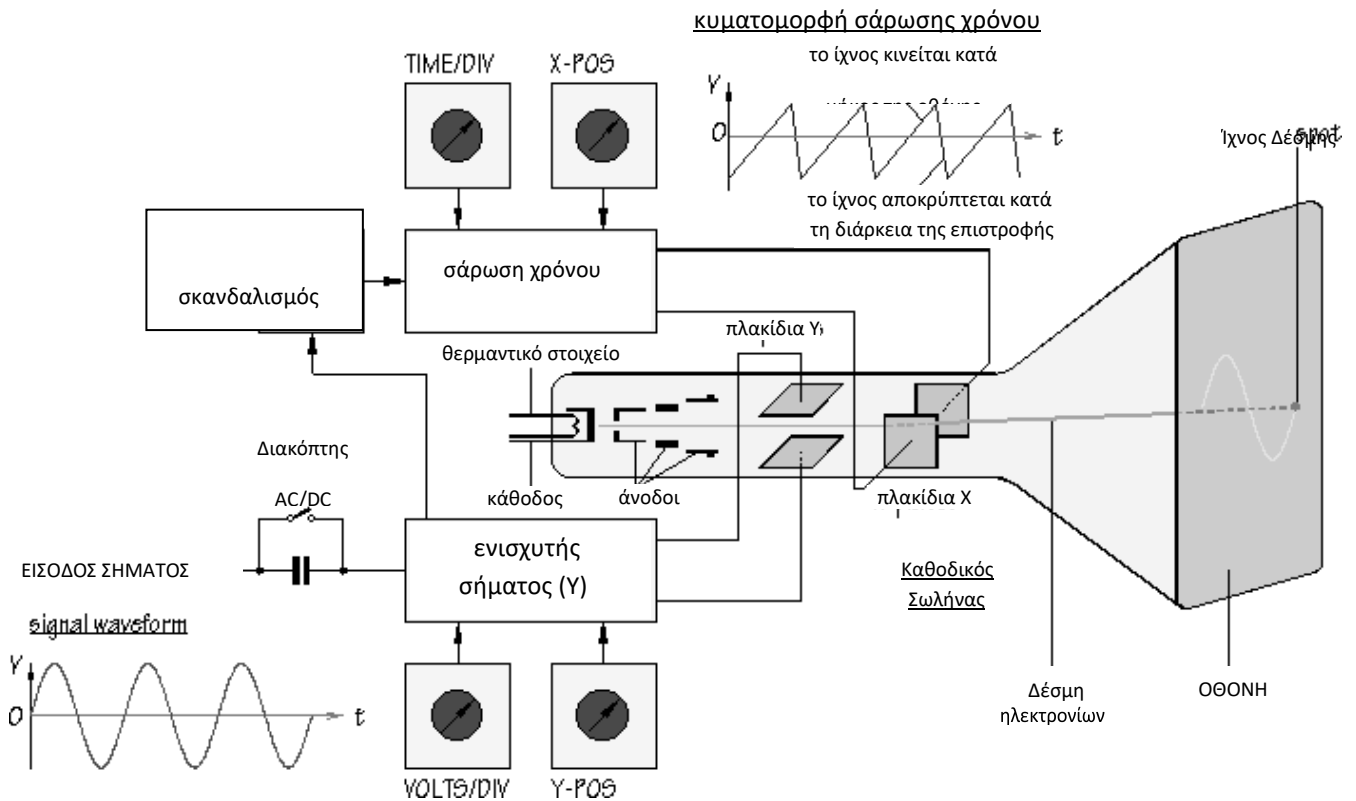 κυματομορφή σάρωσης χρόνου
το ίχνος κινείται κατά
TIME/DIV
X-POS
V
0
t
Ίχνος Δέσμης
το ίχνος αποκρύπτεται κατά
τη διάρκεια της επιστροφής
σκανδαλισμός
σάρωση χρόνου
πλακίδια Y
θερμαντικό στοιχείο
Διακόπτης
AC/DC
κάθοδος
άνοδοι
πλακίδια X
ΕΙΣΟΔΟΣ ΣΗΜΑΤΟΣ
ενισχυτής
σήματος (Y)
Καθοδικός
Σωλήνας
signal waveform
V
0
t
Δέσμη
ηλεκτρονίων
ΟΘΟΝΗ
VOLTS/DIV
Y-POS